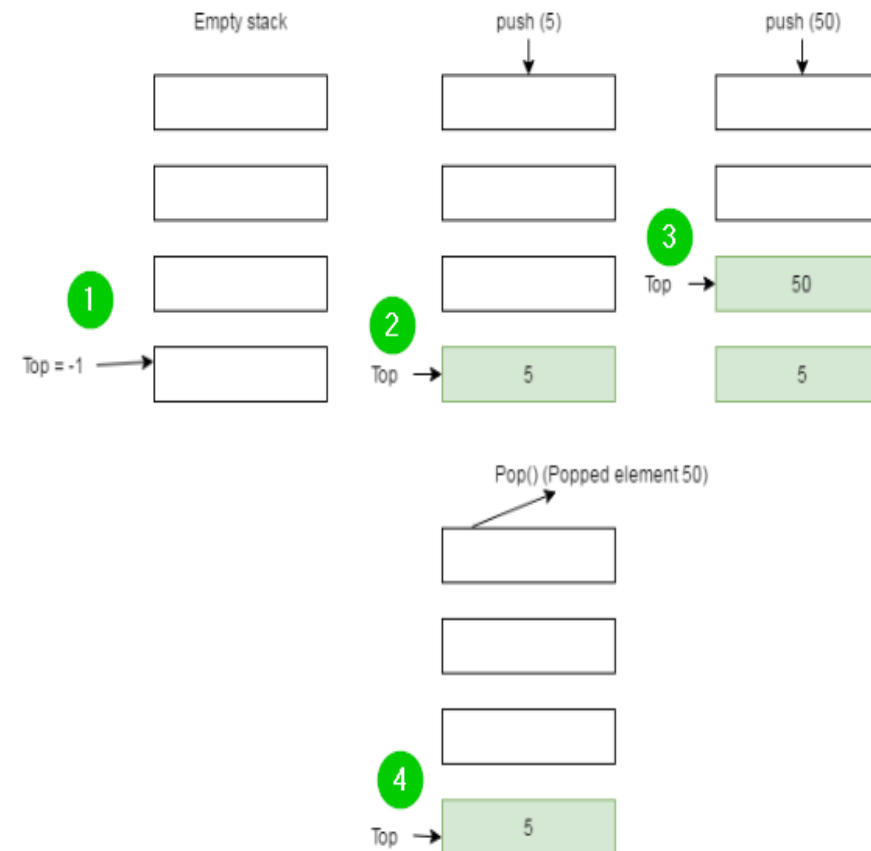 Empty stack
push (5)
push (50)
1
Top = -1
2
Top
5
3
Top
50
5
Pop() (Popped element 50)
4
Top
5